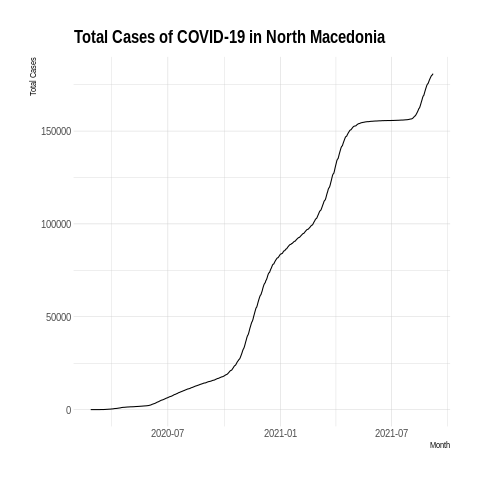 Total Cases of COVID-19 in North Macedonia
Total Cases
150000
100000
50000
0
2020-07 2021-01 2021-07
Month